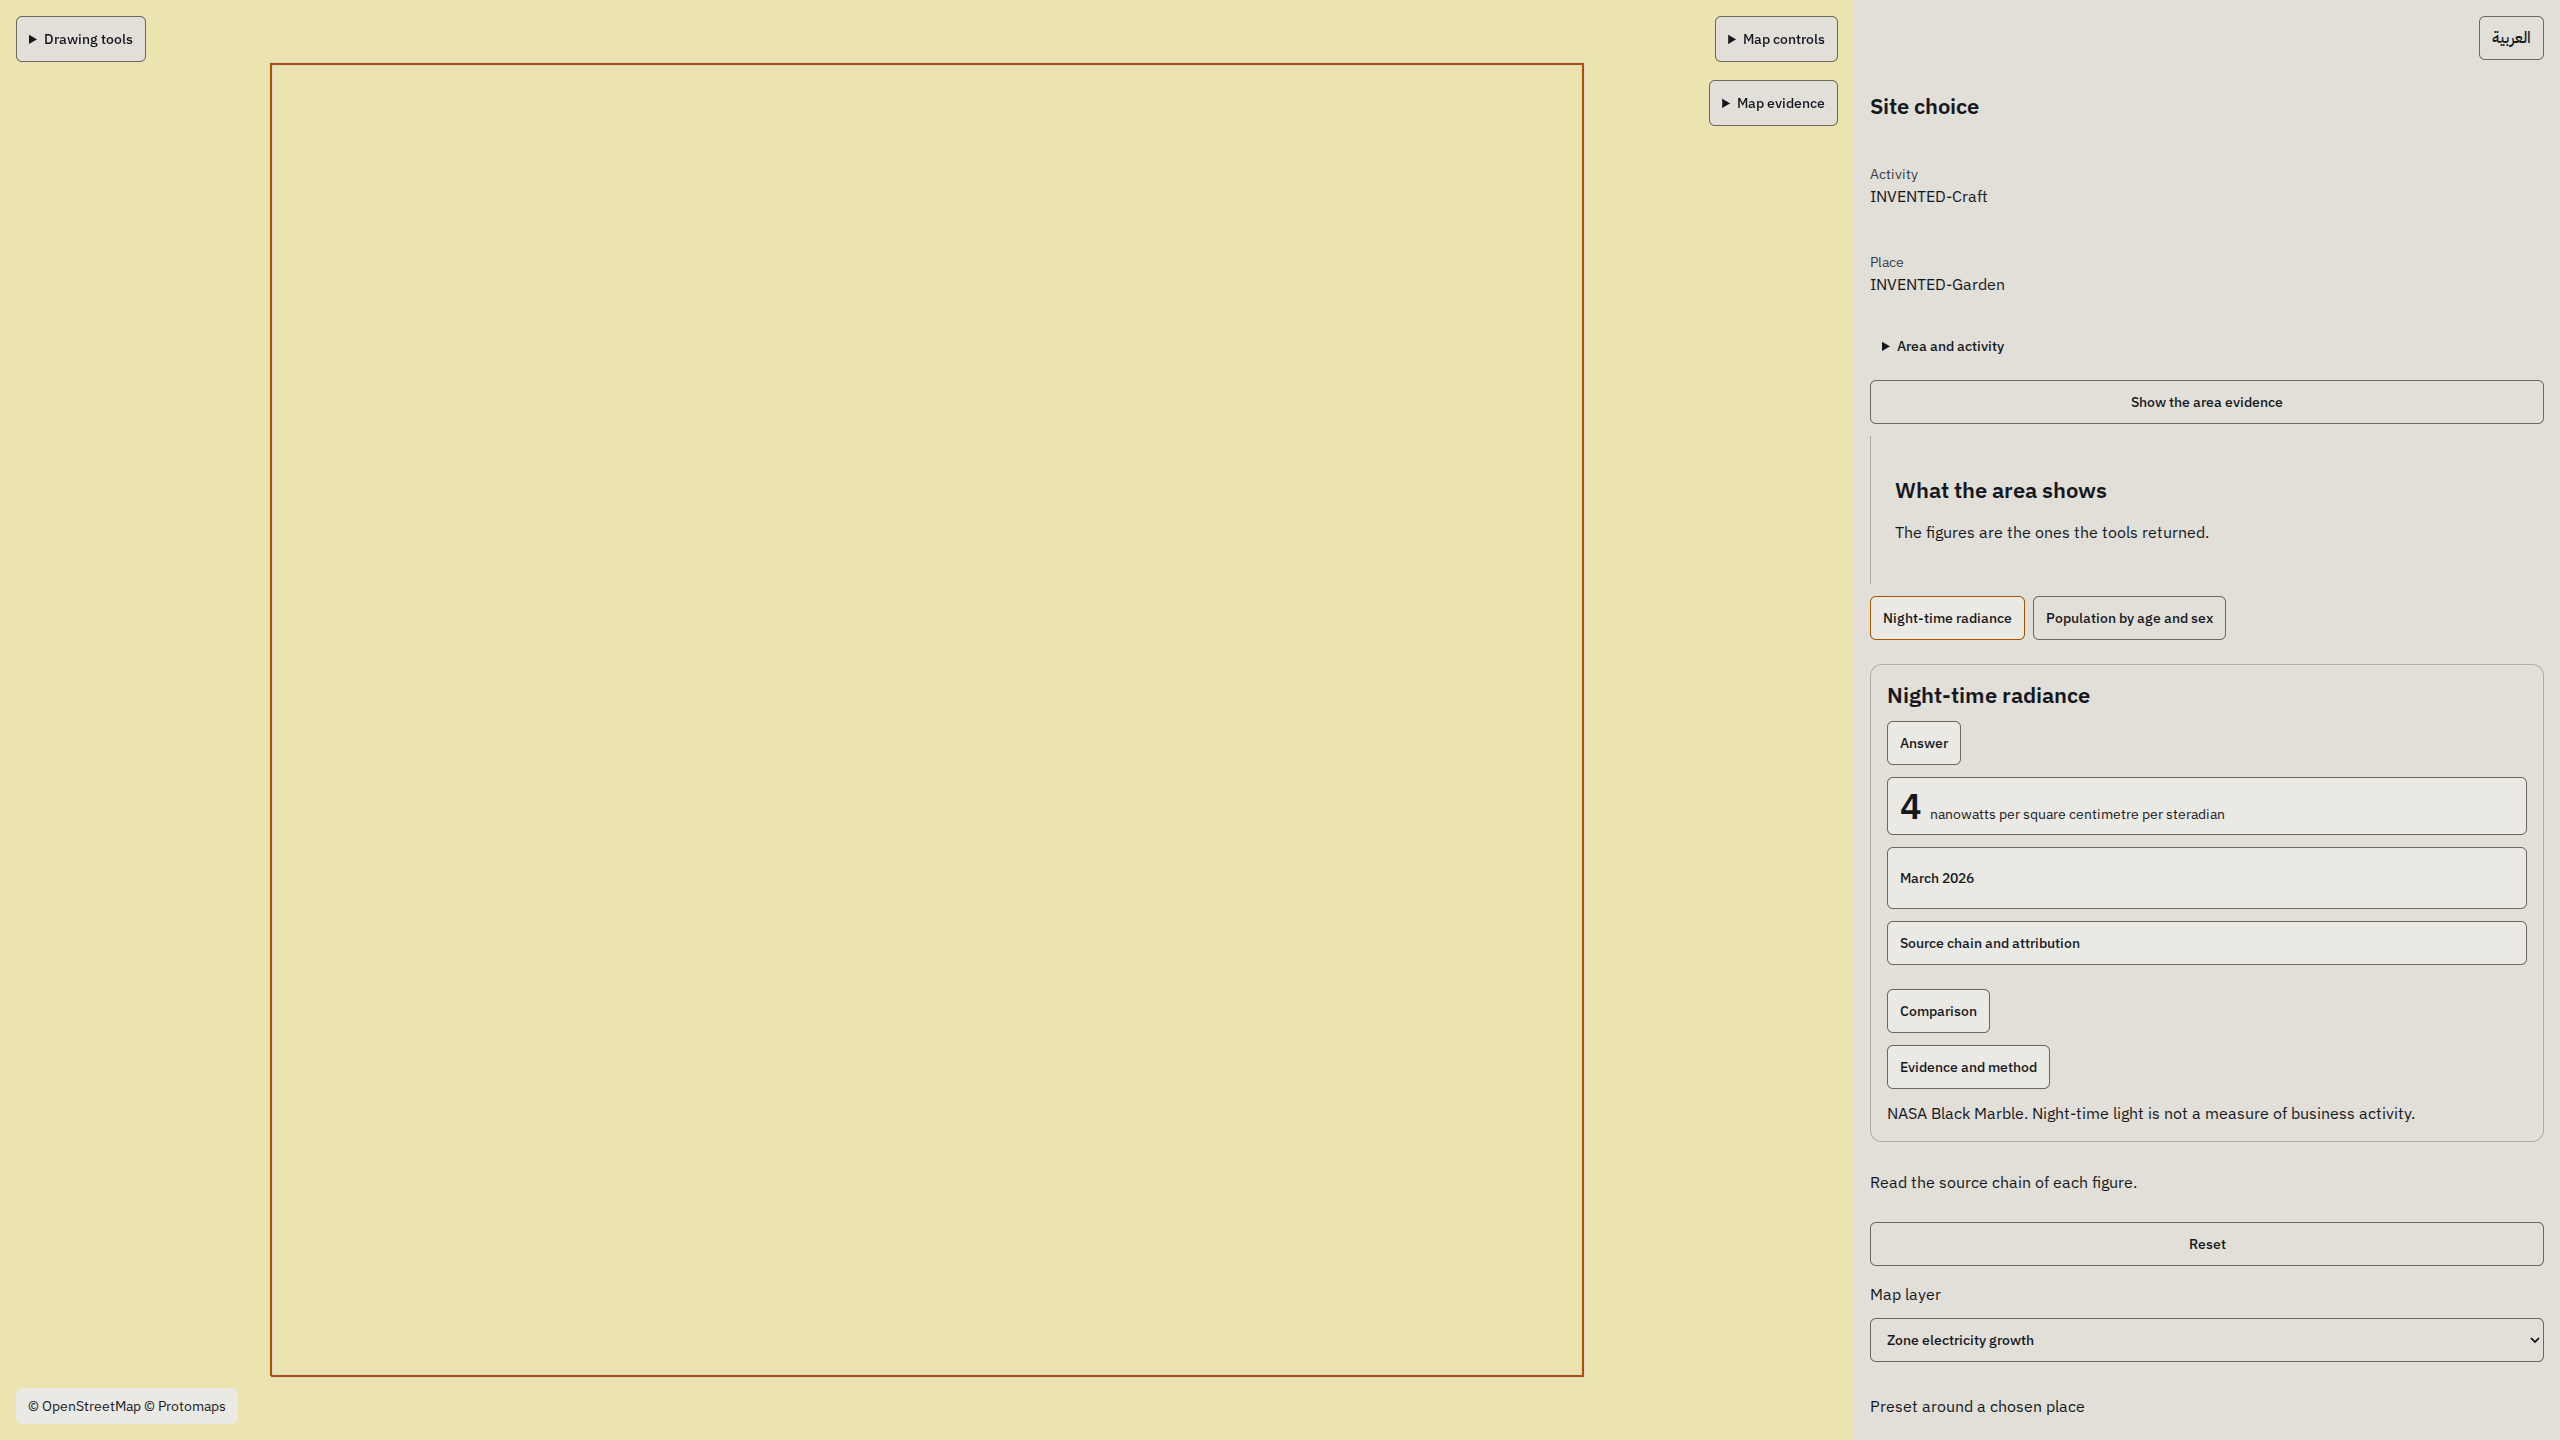 Drawing tools
Map controls
Map evidence
© OpenStreetMap © Protomaps
العربية
Site choice
Activity
INVENTED-Craft
Place
INVENTED-Garden
Area and activity
Show the area evidence
What the area shows
The figures are the ones the tools returned.
Night-time radiance
Population by age and sex
Night-time radiance
Answer
4 nanowatts per square centimetre per steradian
March 2026
Source chain and attribution
Comparison
Evidence and method
NASA Black Marble. Night-time light is not a measure of business activity.
Read the source chain of each figure.
Reset
Map layer
Zone electricity growth
Preset around a chosen place